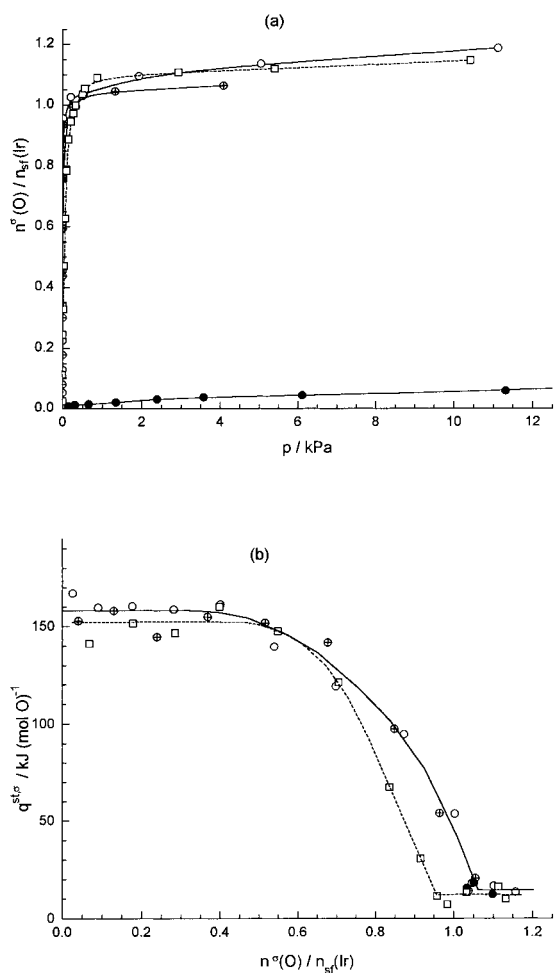 (a)
1.2
1.0
0.8
0.6
0.4
0.2
0.0
nσ(O) / nsf(Ir)
0 2 4 6 8 10 12
p / kPa
(b)
150
100
50
0
qst,σ / kJ (mol O)−1
0.0 0.2 0.4 0.6 0.8 1.0 1.2
nσ(O) / nsf(Ir)